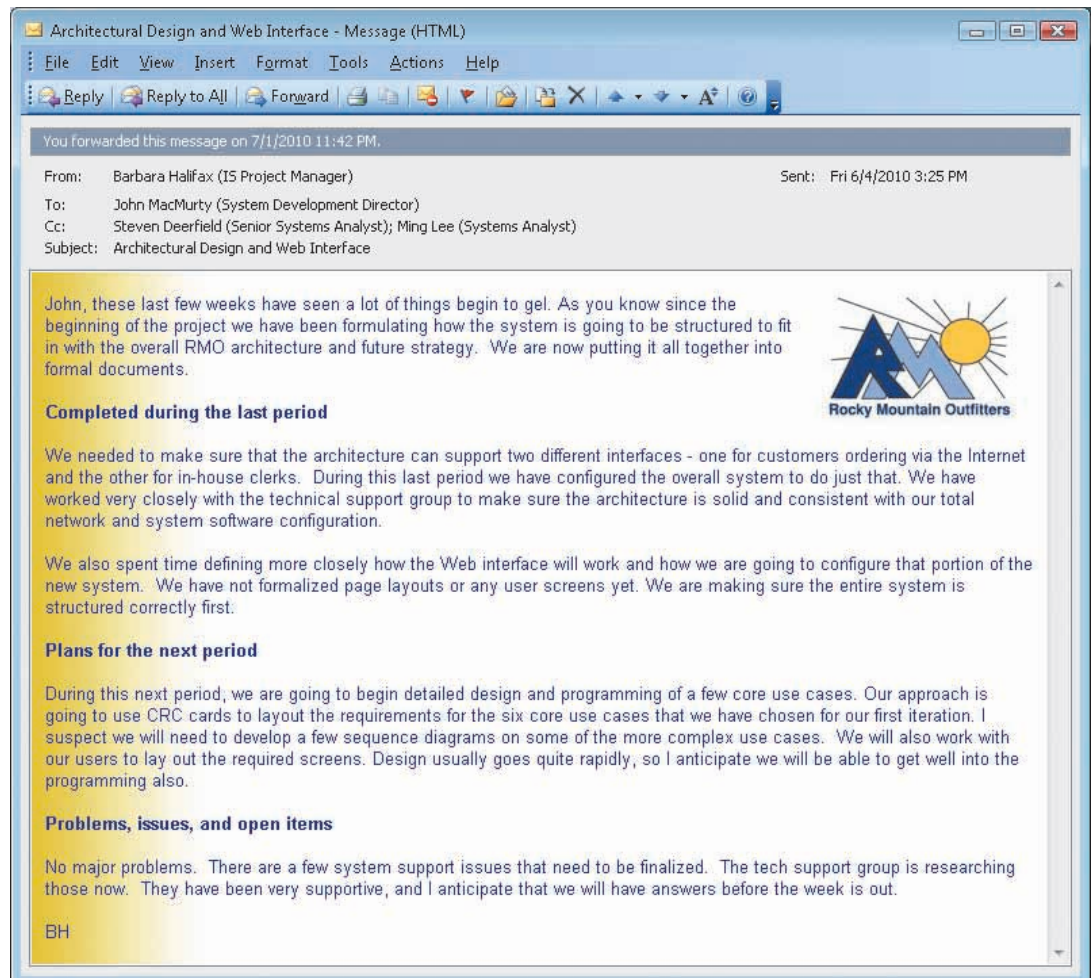 Architectural Design and Web Interface - Message (HTML)
File Edit View Insert Format Tools Actions Help
Reply Reply to All Forward
You forwarded this message on 7/1/2010 11:42 PM.
From: Barbara Halifax (IS Project Manager) Sent: Fri 6/4/2010 3:25 PM
To: John MacMurty (System Development Director)
Cc: Steven Deerfield (Senior Systems Analyst); Ming Lee (Systems Analyst)
Subject: Architectural Design and Web Interface
John, these last few weeks have seen a lot of things begin to gel. As you know since the
beginning of the project we have been formulating how the system is going to be structured to fit
in with the overall RMO architecture and future strategy. We are now putting it all together into
formal documents.
RMO
Rocky Mountain Outfitters
Completed during the last period
We needed to make sure that the architecture can support two different interfaces - one for customers ordering via the Internet
and the other for in-house clerks. During this last period we have configured the overall system to do just that. We have
worked very closely with the technical support group to make sure the architecture is solid and consistent with our total
network and system software configuration.
We also spent time defining more closely how the Web interface will work and how we are going to configure that portion of the
new system. We have not formalized page layouts or any user screens yet. We are making sure the entire system is
structured correctly first.
Plans for the next period
During this next period, we are going to begin detailed design and programming of a few core use cases. Our approach is
going to use CRC cards to layout the requirements for the six core use cases that we have chosen for our first iteration. I
suspect we will need to develop a few sequence diagrams on some of the more complex use cases. We will also work with
our users to lay out the required screens. Design usually goes quite rapidly, so I anticipate we will be able to get well into the
programming also.
Problems, issues, and open items
No major problems. There are a few system support issues that need to be finalized. The tech support group is researching
those now. They have been very supportive, and I anticipate that we will have answers before the week is out.
BH